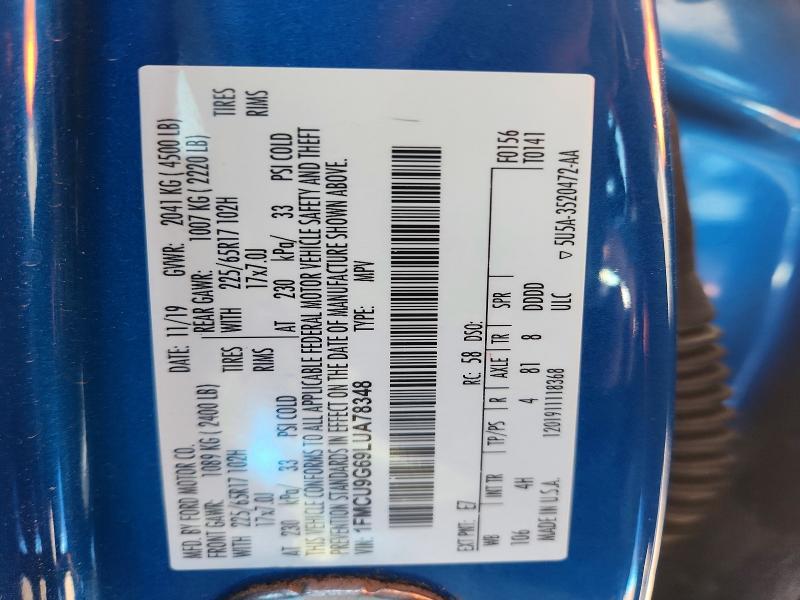 MFD. BY FORD MOTOR CO. DATE: 11/19 GVWR: 2041 KG ( 4500 LB)
FRONT GAWR: 1089 KG ( 2400 LB) REAR GAWR: 1007 KG ( 2220 LB)
WITH 225/65R17 102H TIRES WITH 225/65R17 102H TIRES
17x7.0J RIMS 17x7.0J RIMS
AT 230 kPa/ 33 PSI COLD AT 230 kPa/ 33 PSI COLD
THIS VEHICLE CONFORMS TO ALL APPLICABLE FEDERAL MOTOR VEHICLE SAFETY AND THEFT
PREVENTION STANDARDS IN EFFECT ON THE DATE OF MANUFACTURE SHOWN ABOVE.
VIN: 1FMCU9G69LUA78348 TYPE: MPV
EXT PNT: E7 RC: 58 DSO: F0156
WB INT TR TP/PS R AXLE TR SPR T0141
106 4H 4 81 8 DDDD
MADE IN U.S.A. 12019111118368 ULC ▽ 5U5A-3520472-AA